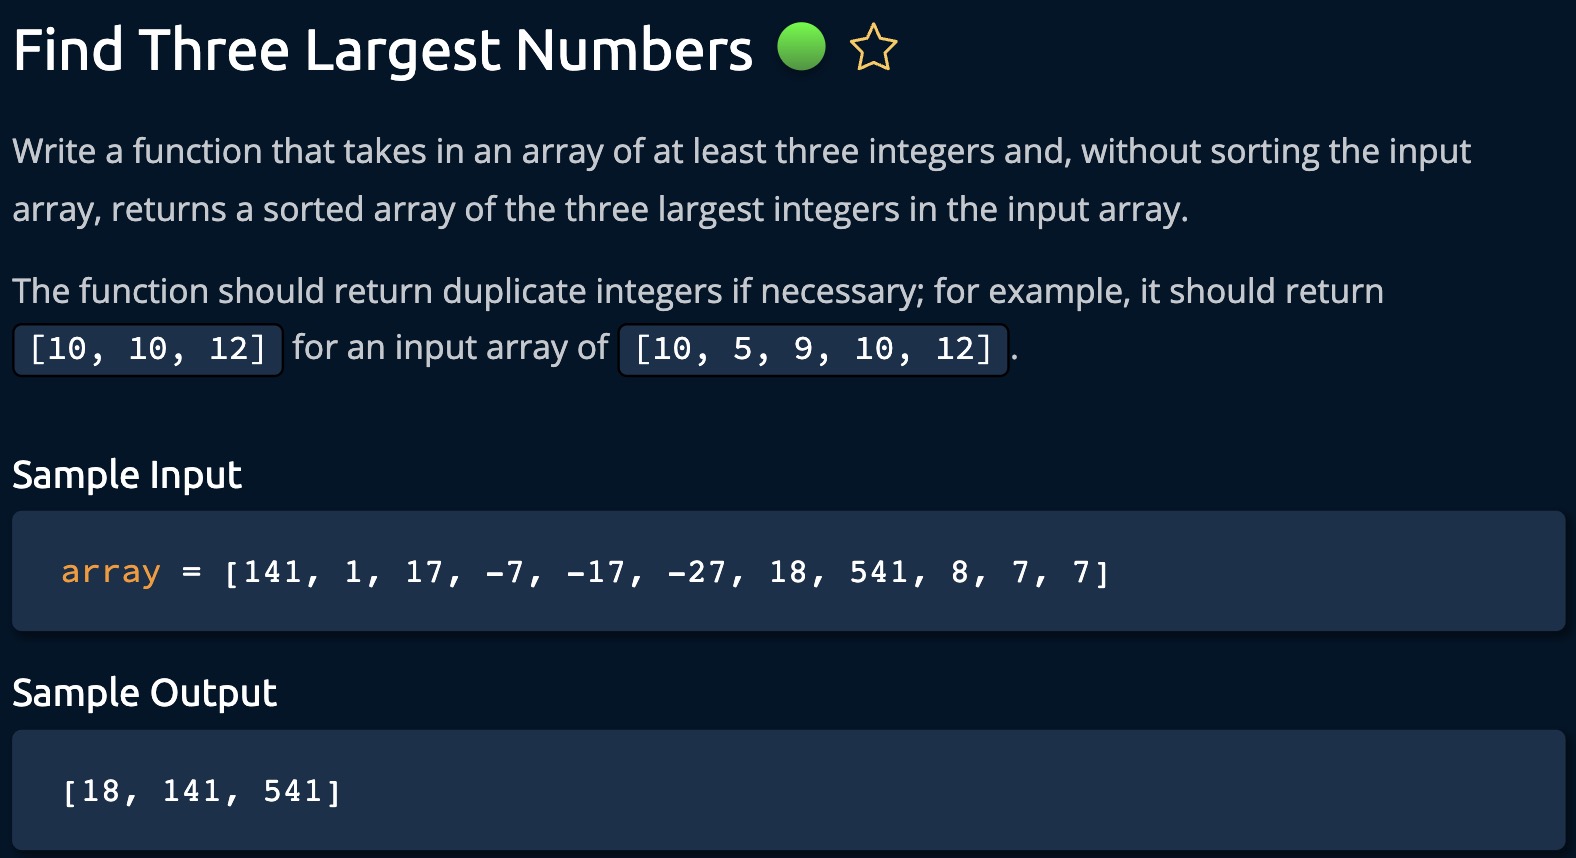 Find Three Largest Numbers
Write a function that takes in an array of at least three integers and, without sorting the input
array, returns a sorted array of the three largest integers in the input array.
The function should return duplicate integers if necessary; for example, it should return
[10, 10, 12] for an input array of [10, 5, 9, 10, 12].
Sample Input
array = [141, 1, 17, -7, -17, -27, 18, 541, 8, 7, 7]
Sample Output
[18, 141, 541]